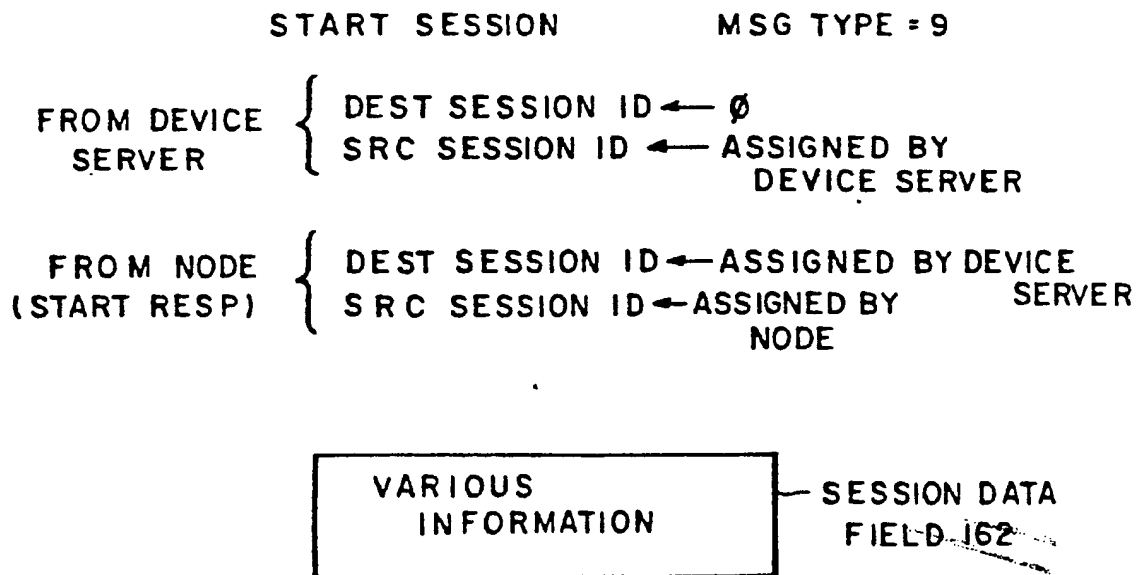 START SESSION MSG TYPE = 9
FROM DEVICE SERVER
DEST SESSION ID ← Ø
SRC SESSION ID ← ASSIGNED BY DEVICE SERVER
FROM NODE (START RESP)
DEST SESSION ID ← ASSIGNED BY DEVICE SERVER
SRC SESSION ID ← ASSIGNED BY NODE
VARIOUS
INFORMATION
SESSION DATA
FIELD 162